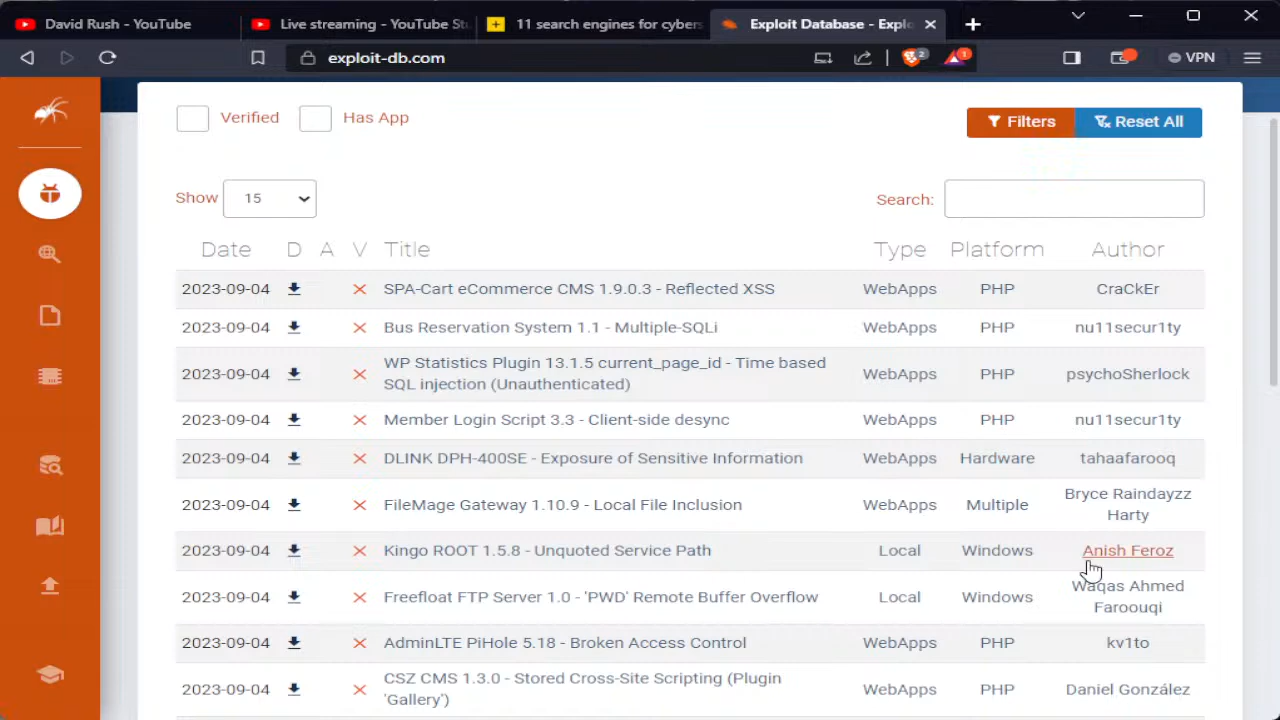 David Rush - YouTube
Live streaming - YouTube Stu
11 search engines for cybers
Exploit Database - Explo
exploit-db.com
2
1
VPN
Verified
Has App
Filters
Reset All
Show 15
Search:
Date D A V Title Type Platform Author
2023-09-04 SPA-Cart eCommerce CMS 1.9.0.3 - Reflected XSS WebApps PHP CraCkEr
2023-09-04 Bus Reservation System 1.1 - Multiple-SQLi WebApps PHP nu11secur1ty
2023-09-04 WP Statistics Plugin 13.1.5 current_page_id - Time based
SQL injection (Unauthenticated) WebApps PHP psychoSherlock
2023-09-04 Member Login Script 3.3 - Client-side desync WebApps PHP nu11secur1ty
2023-09-04 DLINK DPH-400SE - Exposure of Sensitive Information WebApps Hardware tahaafarooq
2023-09-04 FileMage Gateway 1.10.9 - Local File Inclusion WebApps Multiple Bryce Raindayzz
Harty
2023-09-04 Kingo ROOT 1.5.8 - Unquoted Service Path Local Windows Anish Feroz
2023-09-04 Freefloat FTP Server 1.0 - 'PWD' Remote Buffer Overflow Local Windows Waqas Ahmed
Farooqui
2023-09-04 AdminLTE PiHole 5.18 - Broken Access Control WebApps PHP kv1to
2023-09-04 CSZ CMS 1.3.0 - Stored Cross-Site Scripting (Plugin
'Gallery') WebApps PHP Daniel González